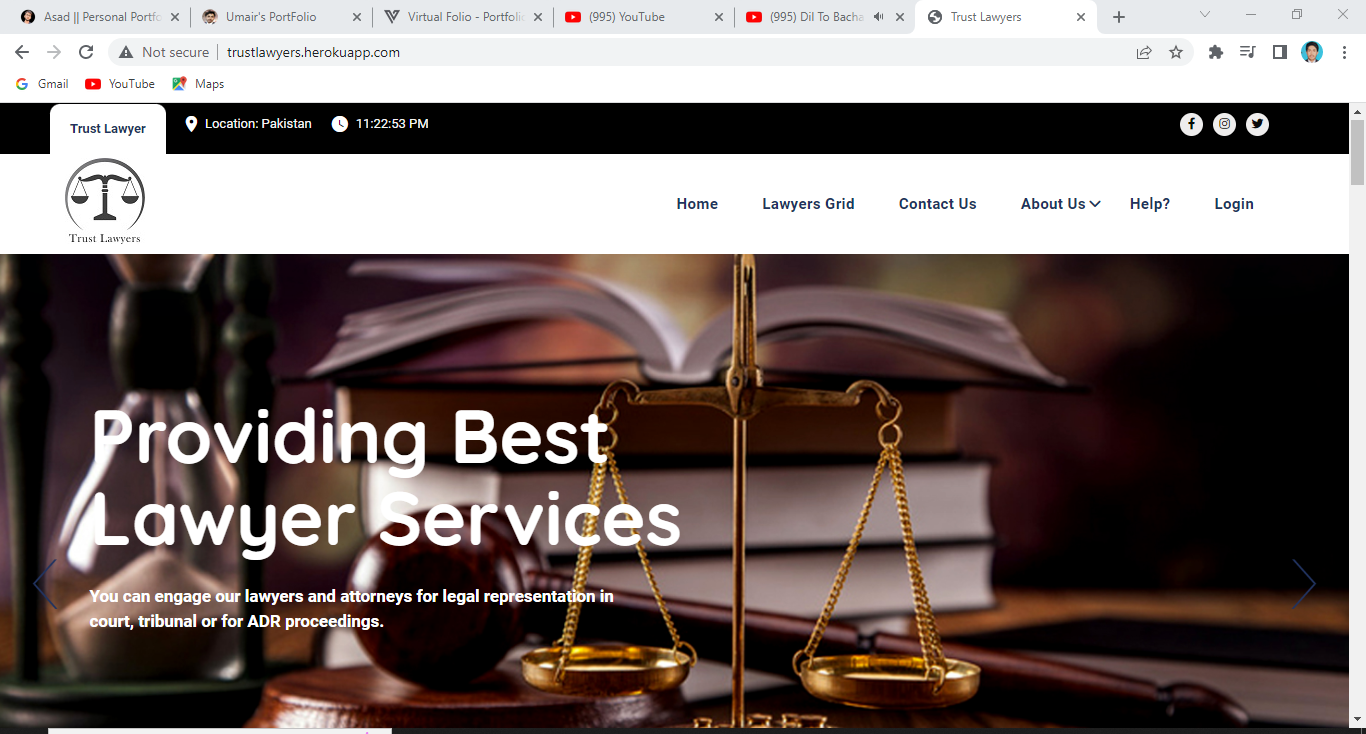 Asad || Personal Portfo
Umair's PortFolio
Virtual Folio - Portfolio
(995) YouTube
(995) Dil To Bacha
Trust Lawyers
Not secure
trustlawyers.herokuapp.com
Gmail
YouTube
Maps
Trust Lawyer
Location: Pakistan
11:22:53 PM
Trust Lawyers
Home
Lawyers Grid
Contact Us
About Us
Help?
Login
Providing Best
Lawyer Services
You can engage our lawyers and attorneys for legal representation in
court, tribunal or for ADR proceedings.